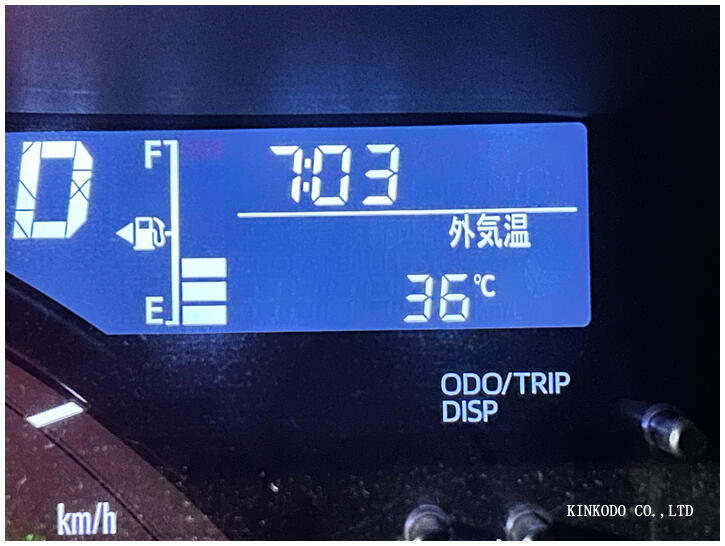 D
F
7:03
外気温
E
36℃
ODO/TRIP
DISP
km/h
KINKODO CO.,LTD